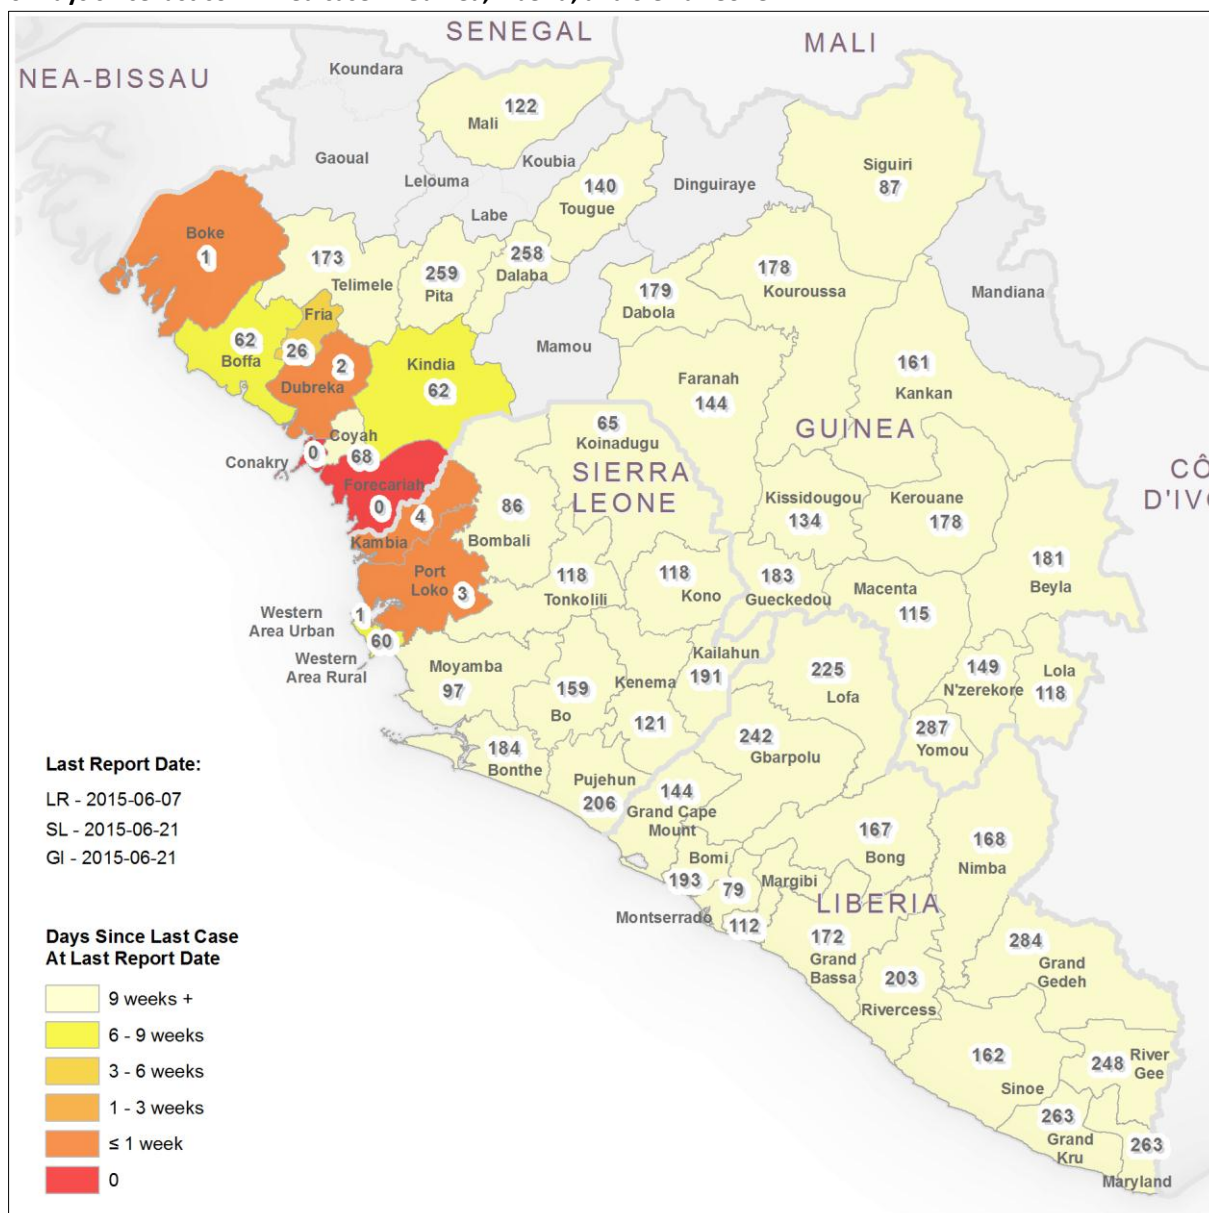 SENEGAL
MALI
NEA-BISSAU
Koundara
122
Mali
Gaoual
Koubia
Lelouma
Labe
140
Tougue
Dinguiraye
Siguiri
87
Boke
1
173
Telimele
259
Pita
258
Dalaba
179
Dabola
178
Kouroussa
Mandiana
Fria
26
62
Boffa
2
Dubreka
Kindia
62
Mamou
Faranah
144
161
Kankan
GUINEA
CÔ
D'IVO
Coyah
68
Conakry
0
Forecariah
0
65
Koinadugu
SIERRA
LEONE
86
Bombali
4
Kambia
Kissidougou
134
Kerouane
178
181
Beyla
Port
Loko
3
118
Tonkolili
118
Kono
183
Gueckedou
Macenta
115
Western
Area Urban
1
60
Western
Area Rural
Moyamba
97
159
Bo
Kenema
121
Kailahun
191
225
Lofa
149
N'zerekore
Lola
118
287
Yomou
184
Bonthe
Pujehun
206
242
Gbarpolu
144
Grand Cape
Mount
167
Bong
168
Nimba
Bomi
193
79
Margibi
Montserrado
112
LIBERIA
172
Grand
Bassa
203
Rivercess
284
Grand
Gedeh
162
Sinoe
248
River
Gee
263
Grand
Kru
263
Maryland
Last Report Date:
LR - 2015-06-07
SL - 2015-06-21
GI - 2015-06-21
Days Since Last Case
At Last Report Date
9 weeks +
6 - 9 weeks
3 - 6 weeks
1 - 3 weeks
≤ 1 week
0